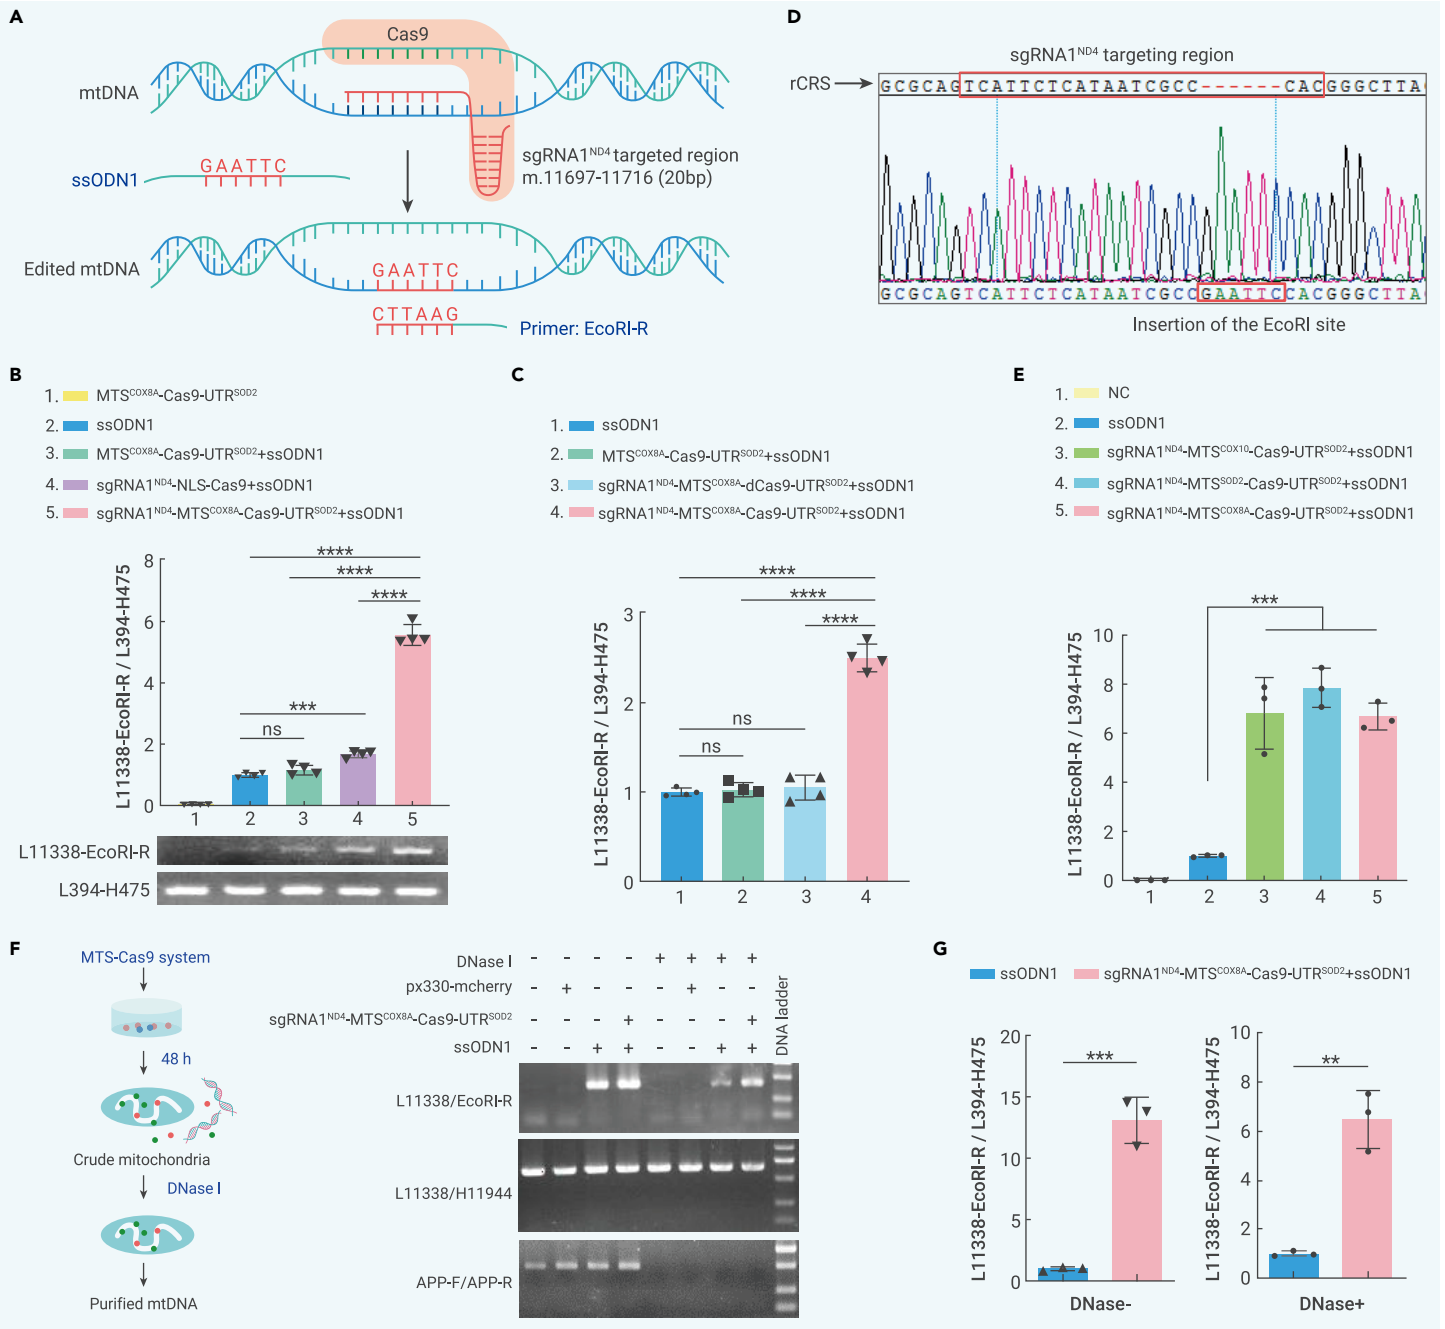 A
Cas9
mtDNA
sgRNA1ND4 targeted region
m.11697-11716 (20bp)
GAATTC
ssODN1
Edited mtDNA
GAATTC
CTTAAG
Primer: EcoRI-R
D
sgRNA1ND4 targeting region
rCRS
GCGCAGTCATTCTCATAATCGCC------CACGGGCTTA
GCGCAGTCATTCTCATAATCGCCGAATTCCACGGGCTTA
Insertion of the EcoRI site
B
1. MTSCOX8A-Cas9-UTRSOD2
2. ssODN1
3. MTSCOX8A-Cas9-UTRSOD2+ssODN1
4. sgRNA1ND4-NLS-Cas9+ssODN1
5. sgRNA1ND4-MTSCOX8A-Cas9-UTRSOD2+ssODN1
L11338-EcoRI-R / L394-H475
8
6
4
2
0
****
****
****
***
ns
1 2 3 4 5
L11338-EcoRI-R
L394-H475
C
1. ssODN1
2. MTSCOX8A-Cas9-UTRSOD2+ssODN1
3. sgRNA1ND4-MTSCOX8A-dCas9-UTRSOD2+ssODN1
4. sgRNA1ND4-MTSCOX8A-Cas9-UTRSOD2+ssODN1
L11338-EcoRI-R / L394-H475
3
2
1
0
****
****
****
ns
ns
1 2 3 4
E
1. NC
2. ssODN1
3. sgRNA1ND4-MTSCOX10-Cas9-UTRSOD2+ssODN1
4. sgRNA1ND4-MTSSOD2-Cas9-UTRSOD2+ssODN1
5. sgRNA1ND4-MTSCOX8A-Cas9-UTRSOD2+ssODN1
L11338-EcoRI-R / L394-H475
10
8
6
4
2
0
***
1 2 3 4 5
F
MTS-Cas9 system
48 h
Crude mitochondria
DNase I
Purified mtDNA
DNase I - - - - + + + +
px330-mcherry - + - - - + - -
sgRNA1ND4-MTSCOX8A-Cas9-UTRSOD2 - - - + - - - +
ssODN1 - - + + - - + +
DNA ladder
L11338/EcoRI-R
L11338/H11944
APP-F/APP-R
G
ssODN1 sgRNA1ND4-MTSCOX8A-Cas9-UTRSOD2+ssODN1
L11338-EcoRI-R / L394-H475
20
15
10
5
0
***
DNase-
L11338-EcoRI-R / L394-H475
10
8
6
4
2
0
**
DNase+